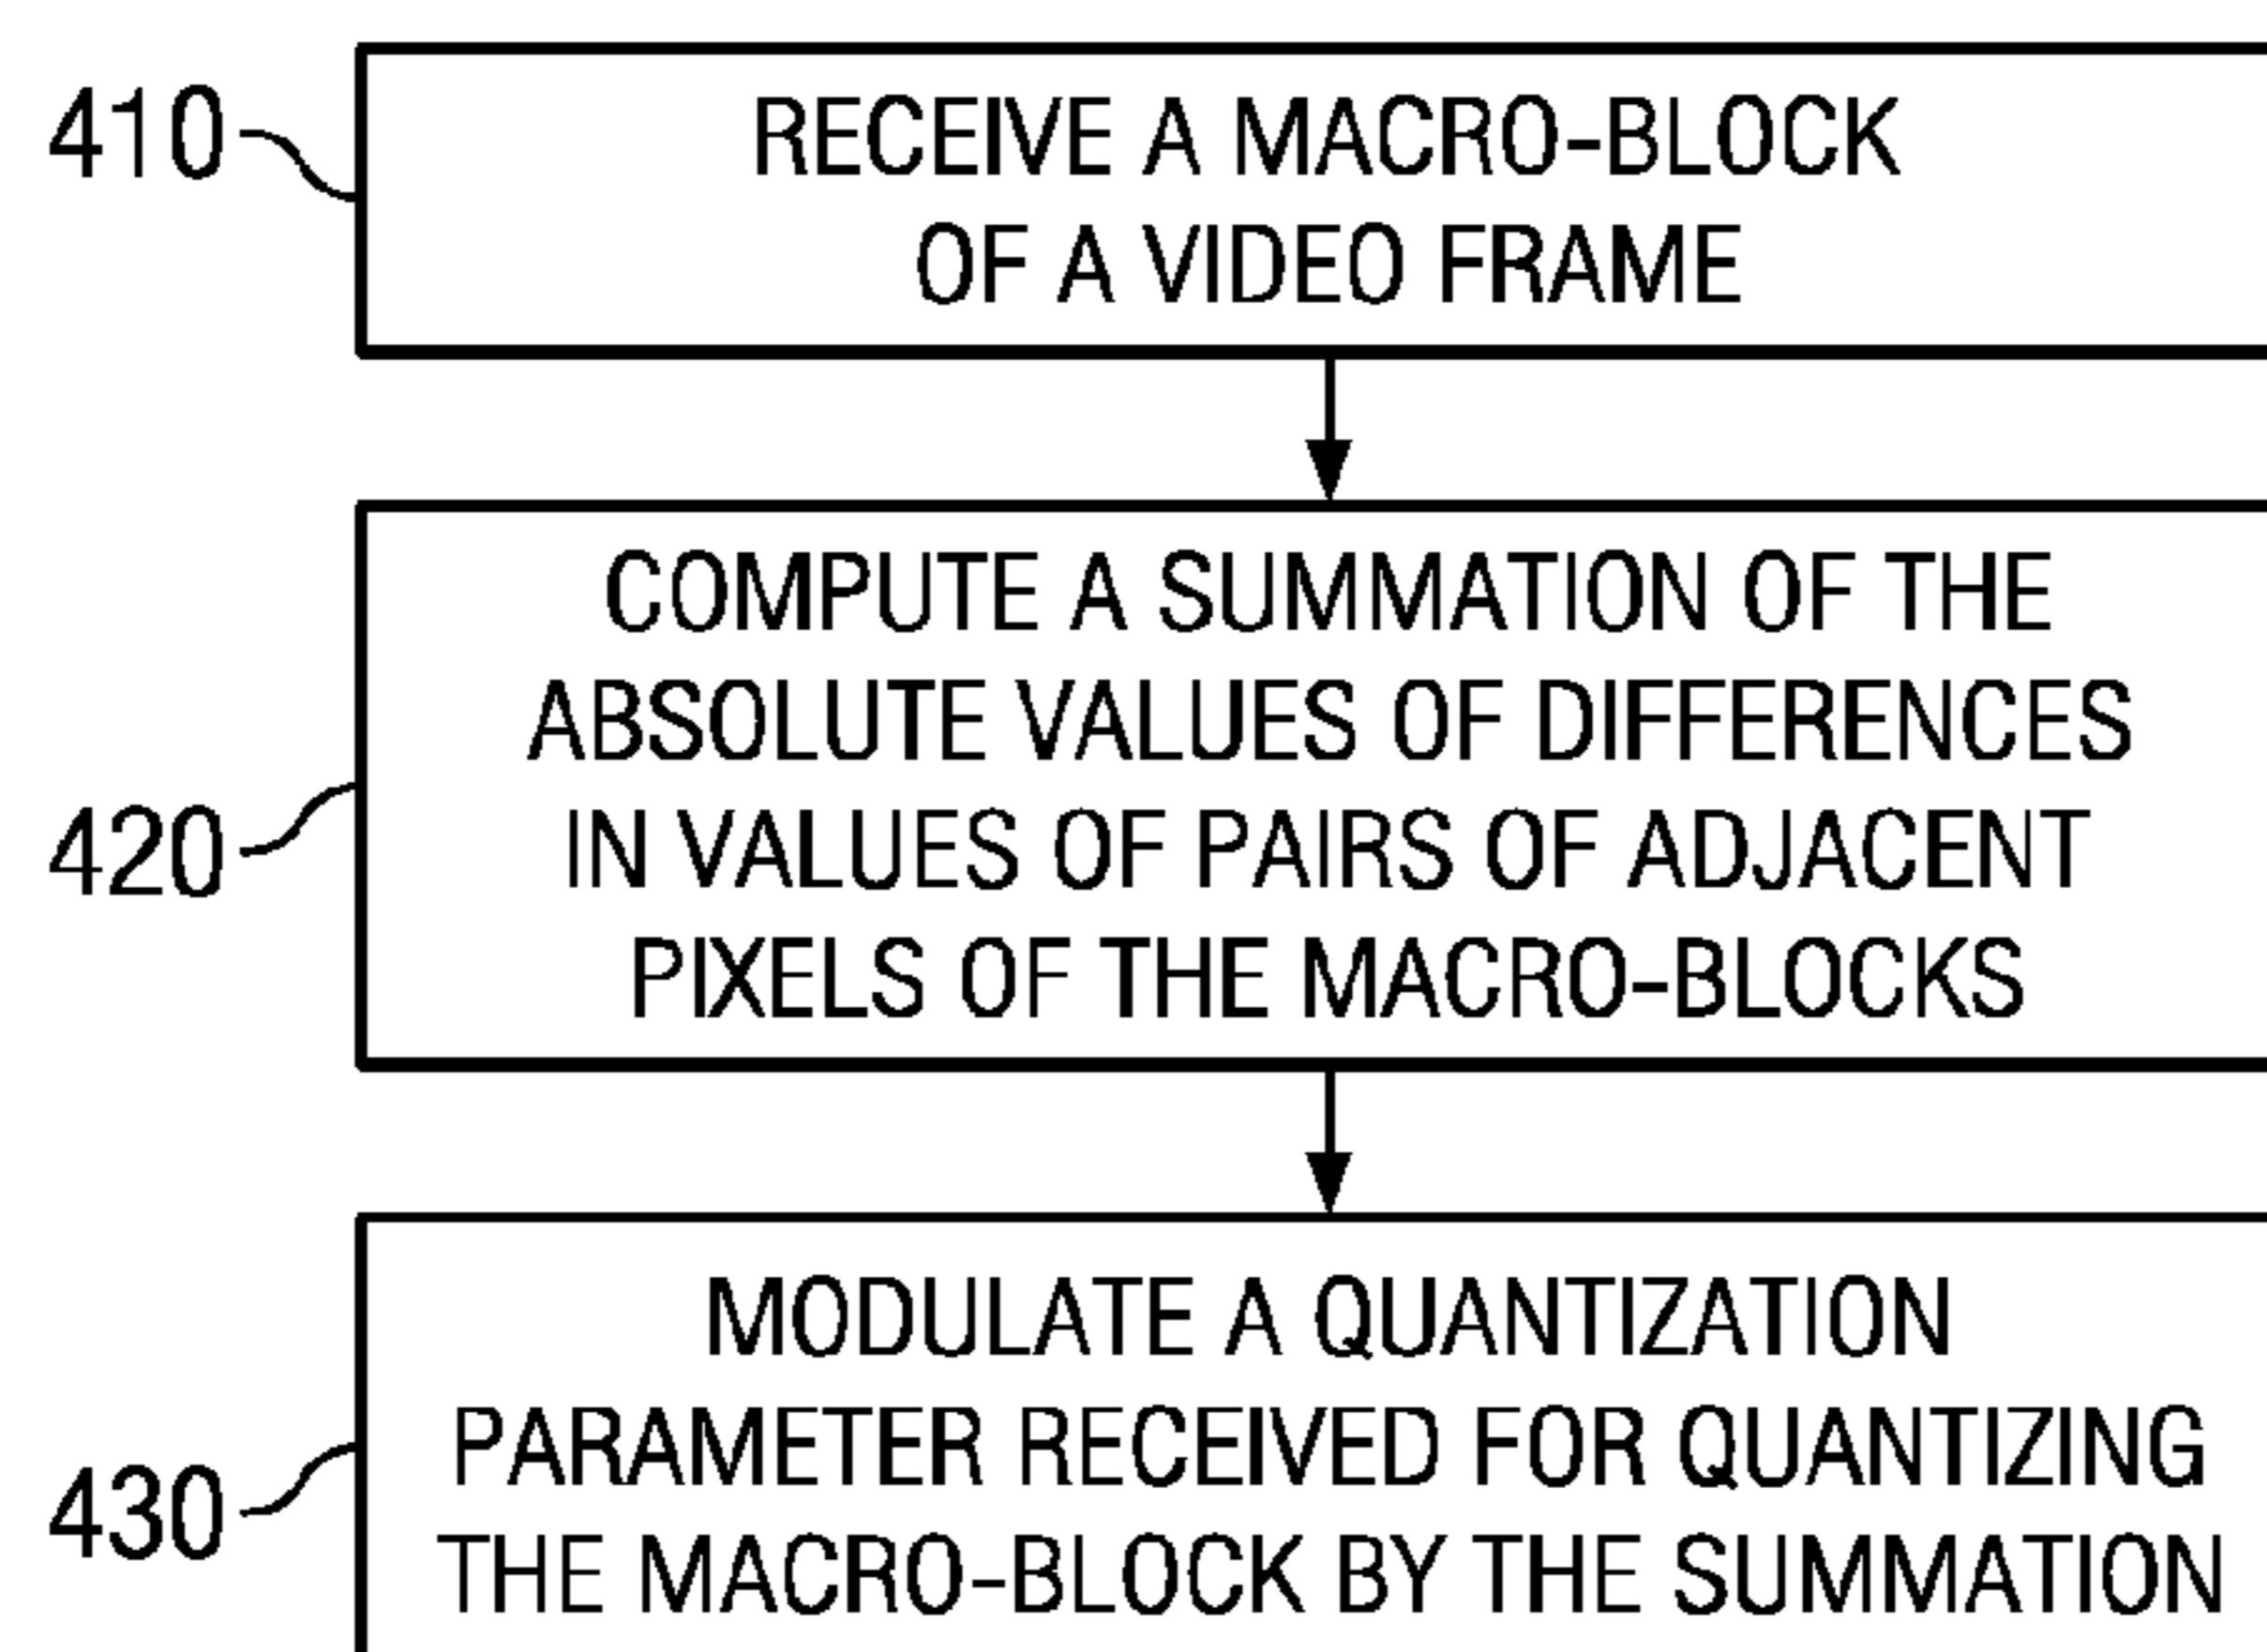 410
RECEIVE A MACRO-BLOCK
OF A VIDEO FRAME
420
COMPUTE A SUMMATION OF THE
ABSOLUTE VALUES OF DIFFERENCES
IN VALUES OF PAIRS OF ADJACENT
PIXELS OF THE MACRO-BLOCKS
430
MODULATE A QUANTIZATION
PARAMETER RECEIVED FOR QUANTIZING
THE MACRO-BLOCK BY THE SUMMATION